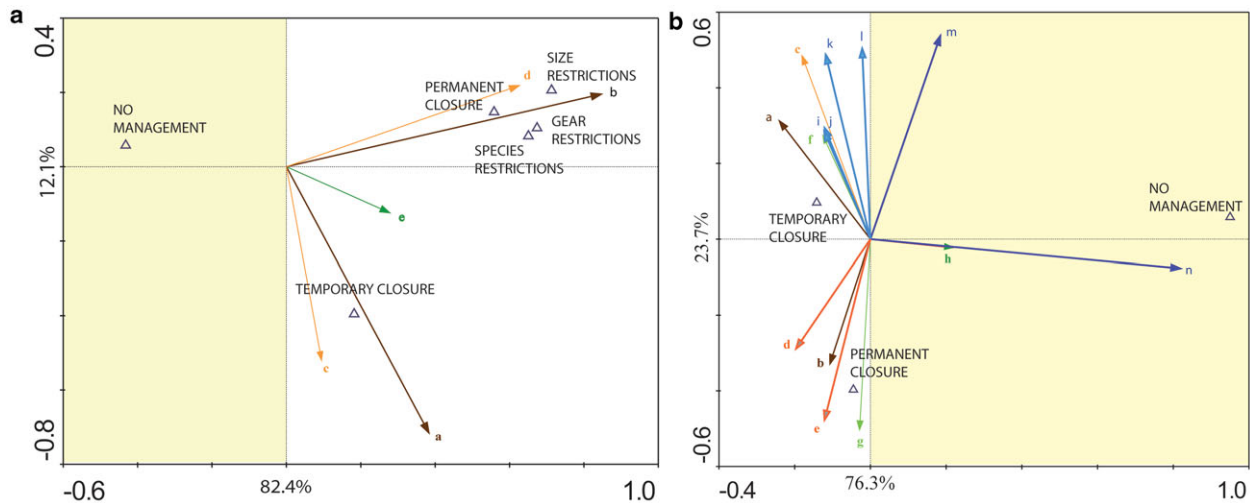 a
0.4
12.1%
-0.8
-0.6
82.4%
1.0
NO
MANAGEMENT
PERMANENT
CLOSURE
SIZE
RESTRICTIONS
d
b
GEAR
RESTRICTIONS
SPECIES
RESTRICTIONS
e
TEMPORARY CLOSURE
c
a
b
0.6
23.7%
-0.6
-0.4
76.3%
1.0
c
k
l
m
a
i
j
f
TEMPORARY
CLOSURE
NO
MANAGEMENT
h
n
d
b
PERMANENT
CLOSURE
e
g